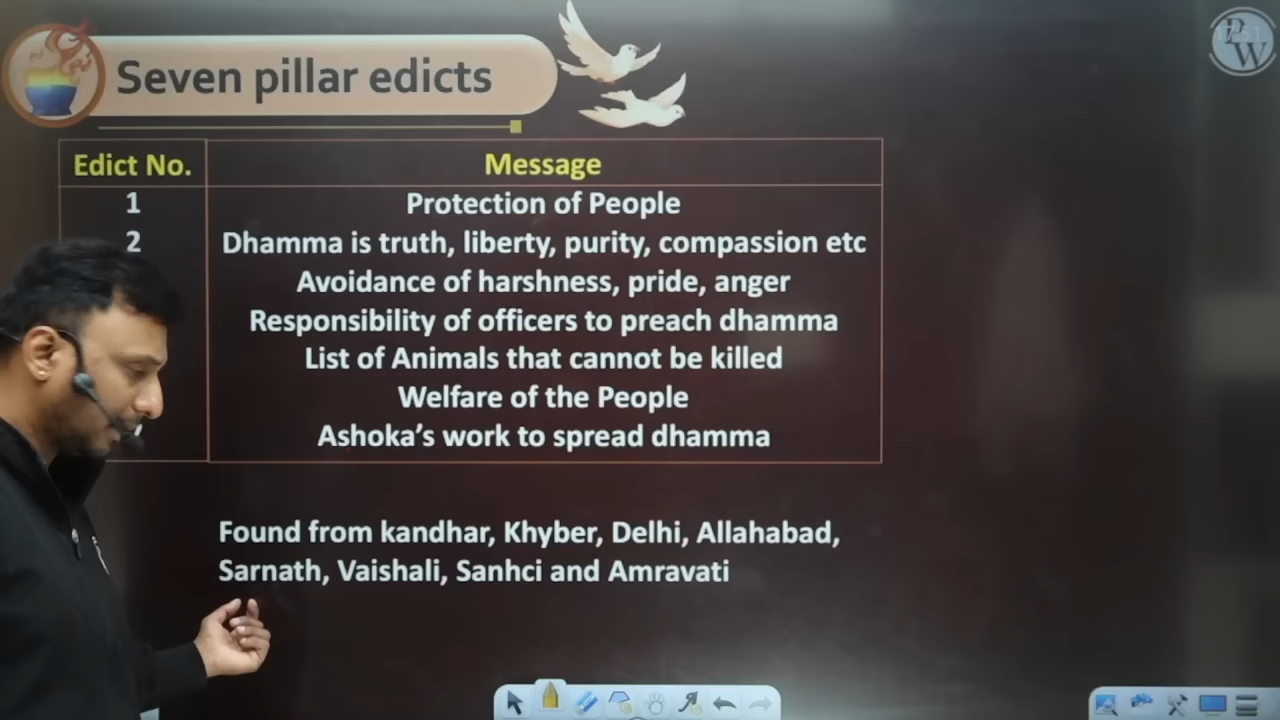 Seven pillar edicts
PW
Edict No. Message
1 Protection of People
2 Dhamma is truth, liberty, purity, compassion etc
Avoidance of harshness, pride, anger
Responsibility of officers to preach dhamma
List of Animals that cannot be killed
Welfare of the People
Ashoka's work to spread dhamma
Found from kandhar, Khyber, Delhi, Allahabad,
Sarnath, Vaishali, Sanhci and Amravati